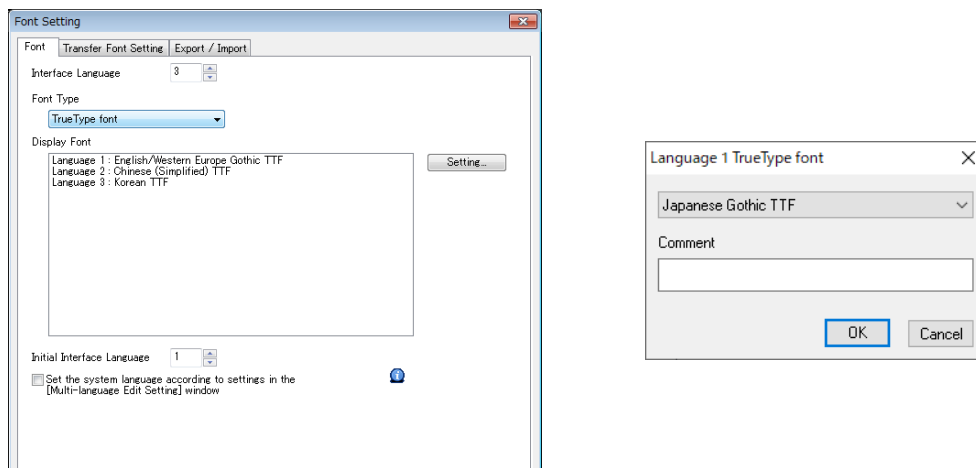 Font Setting
Font Transfer Font Setting Export / Import
Interface Language 3
Font Type
TrueType font
Display Font
Language 1 : English/Western Europe Gothic TTF
Language 2 : Chinese (Simplified) TTF
Language 3 : Korean TTF
Setting...
Initial Interface Language 1
Set the system language according to settings in the
[Multi-language Edit Setting] window
Language 1 TrueType font
Japanese Gothic TTF
Comment
OK Cancel